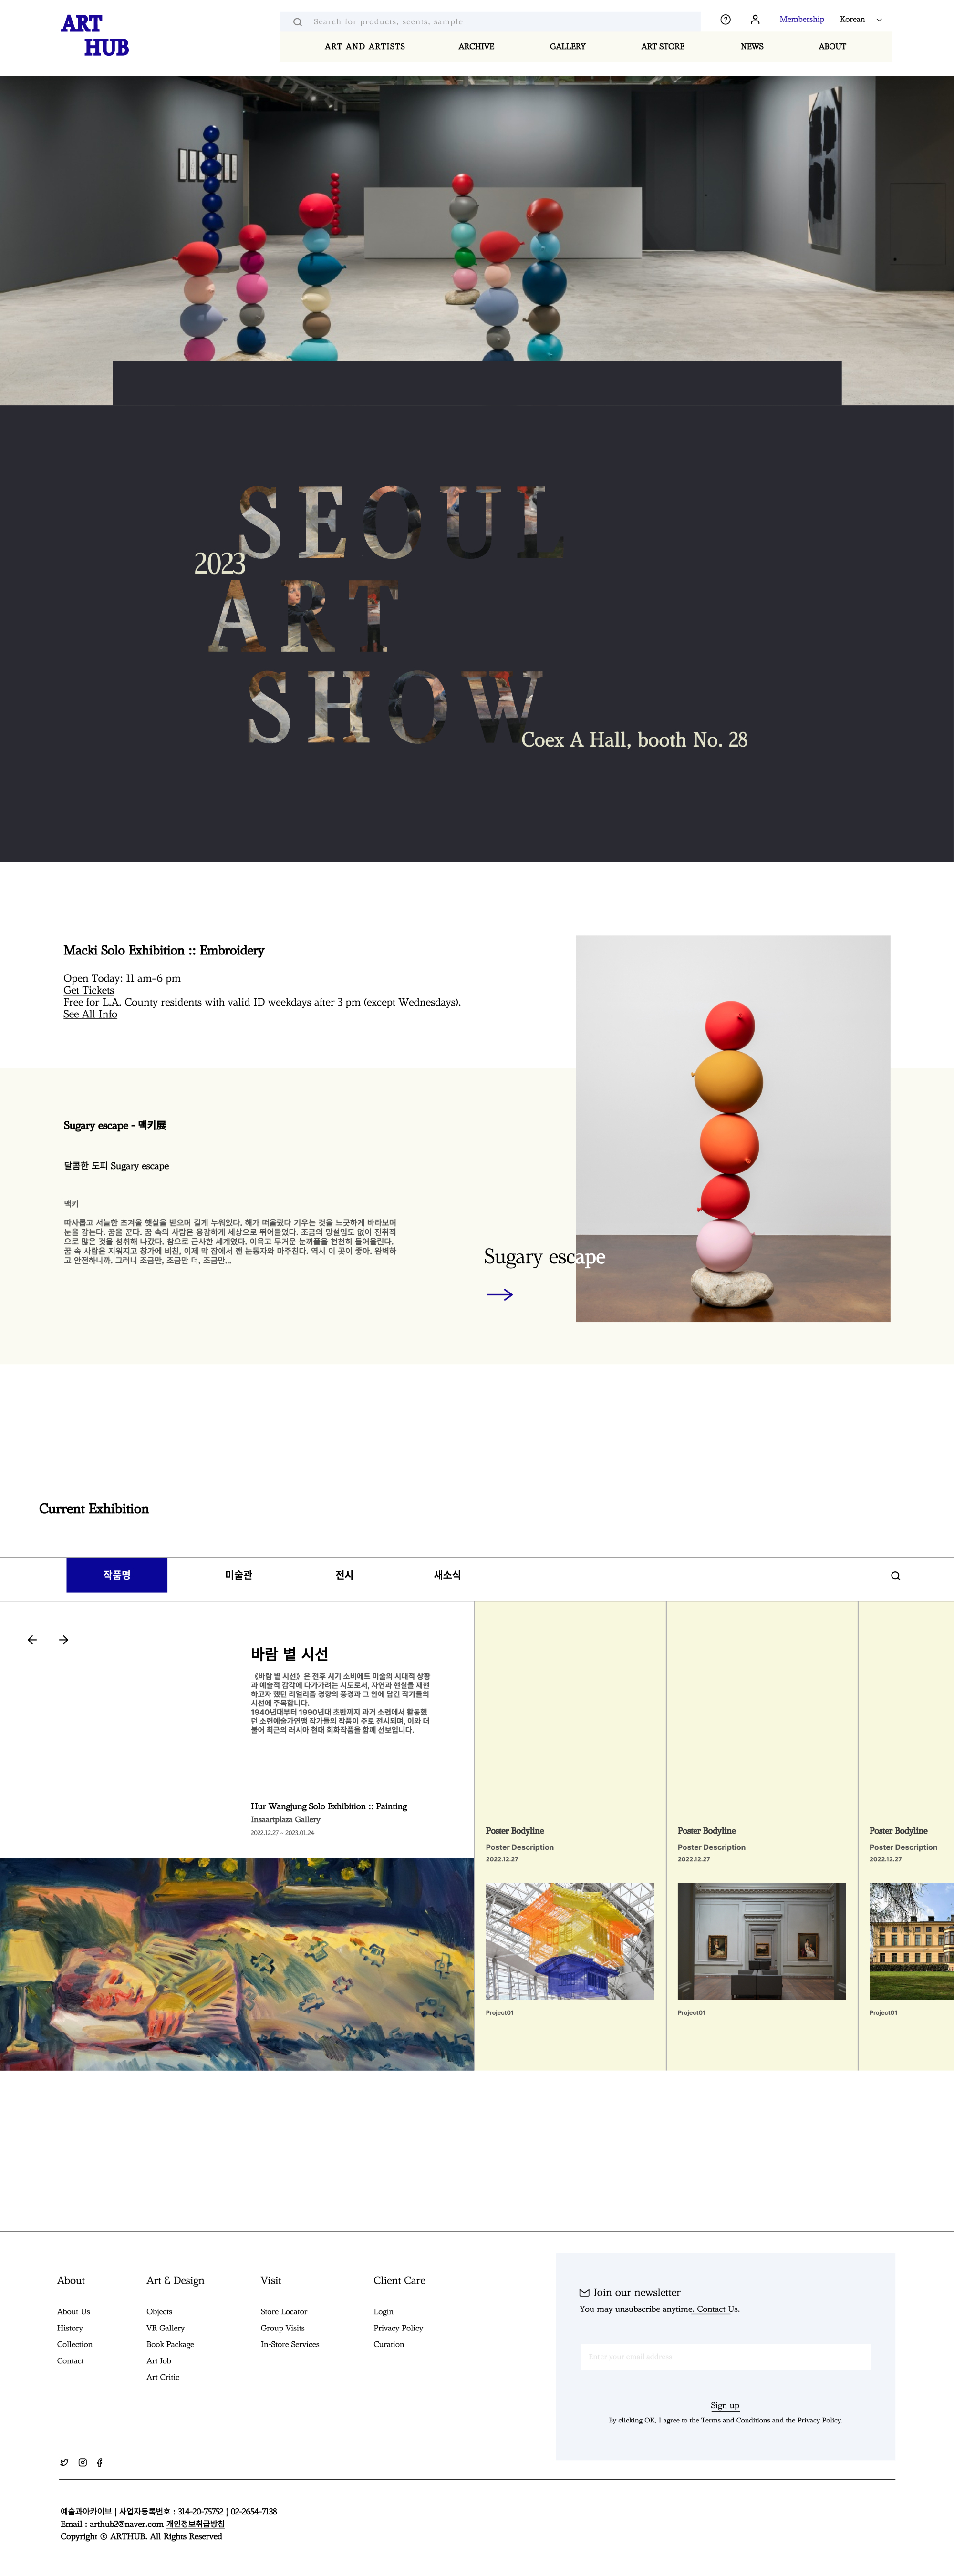 ART
HUB
Search for products, scents, sample
Membership
Korean
ART AND ARTISTS
ARCHIVE
GALLERY
ART STORE
NEWS
ABOUT
SEOUL
2023
ART
SHOW
Coex A Hall, booth No. 28
Macki Solo Exhibition :: Embroidery
Open Today: 11 am–6 pm
Get Tickets
Free for L.A. County residents with valid ID weekdays after 3 pm (except Wednesdays).
See All Info
Sugary escape - 맥키展
달콤한 도피 Sugary escape
맥키
따사롭고 서늘한 초겨울 햇살을 받으며 길게 누워있다. 해가 떠올랐다 기우는 것을 느긋하게 바라보며
눈을 감는다. 꿈을 꾼다. 꿈 속의 사람은 용감하게 세상으로 뛰어들었다. 조금의 망설임도 없이 진취적
으로 많은 것을 성취해 나갔다. 참으로 근사한 세계였다. 이윽고 무거운 눈꺼풀을 천천히 들어올린다.
꿈 속 사람은 지워지고 창가에 비친, 이제 막 잠에서 깬 눈동자와 마주친다. 역시 이 곳이 좋아. 완벽하
고 안전하니까. 그러니 조금만, 조금만 더, 조금만...
Sugary escape
Current Exhibition
작품명
미술관
전시
새소식
바람 볕 시선
《바람 볕 시선》은 전후 시기 소비에트 미술의 시대적 상황
과 예술적 감각에 다가가려는 시도로서, 자연과 현실을 재현
하고자 했던 리얼리즘 경향의 풍경과 그 안에 담긴 작가들의
시선에 주목합니다.
1940년대부터 1990년대 초반까지 과거 소련에서 활동했
던 소련예술가연맹 작가들의 작품이 주로 전시되며, 이와 더
불어 최근의 러시아 현대 회화작품을 함께 선보입니다.
Hur Wangjung Solo Exhibition :: Painting
Insaartplaza Gallery
2022.12.27 – 2023.01.24
Poster Bodyline
Poster Description
2022.12.27
Project01
Poster Bodyline
Poster Description
2022.12.27
Project01
Poster Bodyline
Poster Description
2022.12.27
Project01
About
About Us
History
Collection
Contact
Art & Design
Objects
VR Gallery
Book Package
Art Job
Art Critic
Visit
Store Locator
Group Visits
In-Store Services
Client Care
Login
Privacy Policy
Curation
Join our newsletter
You may unsubscribe anytime. Contact Us.
Enter your email address
Sign up
By clicking OK, I agree to the Terms and Conditions and the Privacy Policy.
예술과아카이브 | 사업자등록번호 : 314-20-75752 | 02-2654-7138
Email : arthub2@naver.com 개인정보취급방침
Copyright © ARTHUB. All Rights Reserved